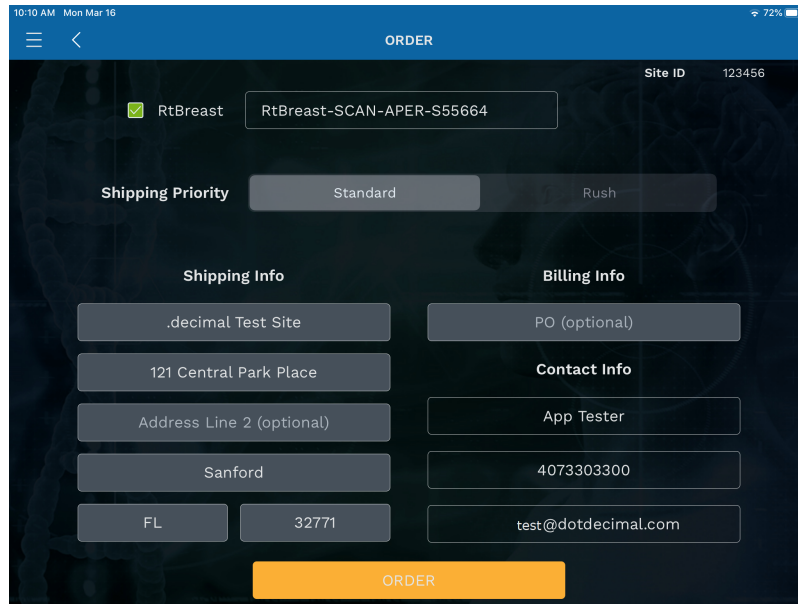 10:10 AM Mon Mar 16 72%
ORDER
Site ID 123456
RtBreast RtBreast-SCAN-APER-S55664
Shipping Priority Standard Rush
Shipping Info
.decimal Test Site
121 Central Park Place
Address Line 2 (optional)
Sanford
FL 32771
Billing Info
PO (optional)
Contact Info
App Tester
4073303300
test@dotdecimal.com
ORDER